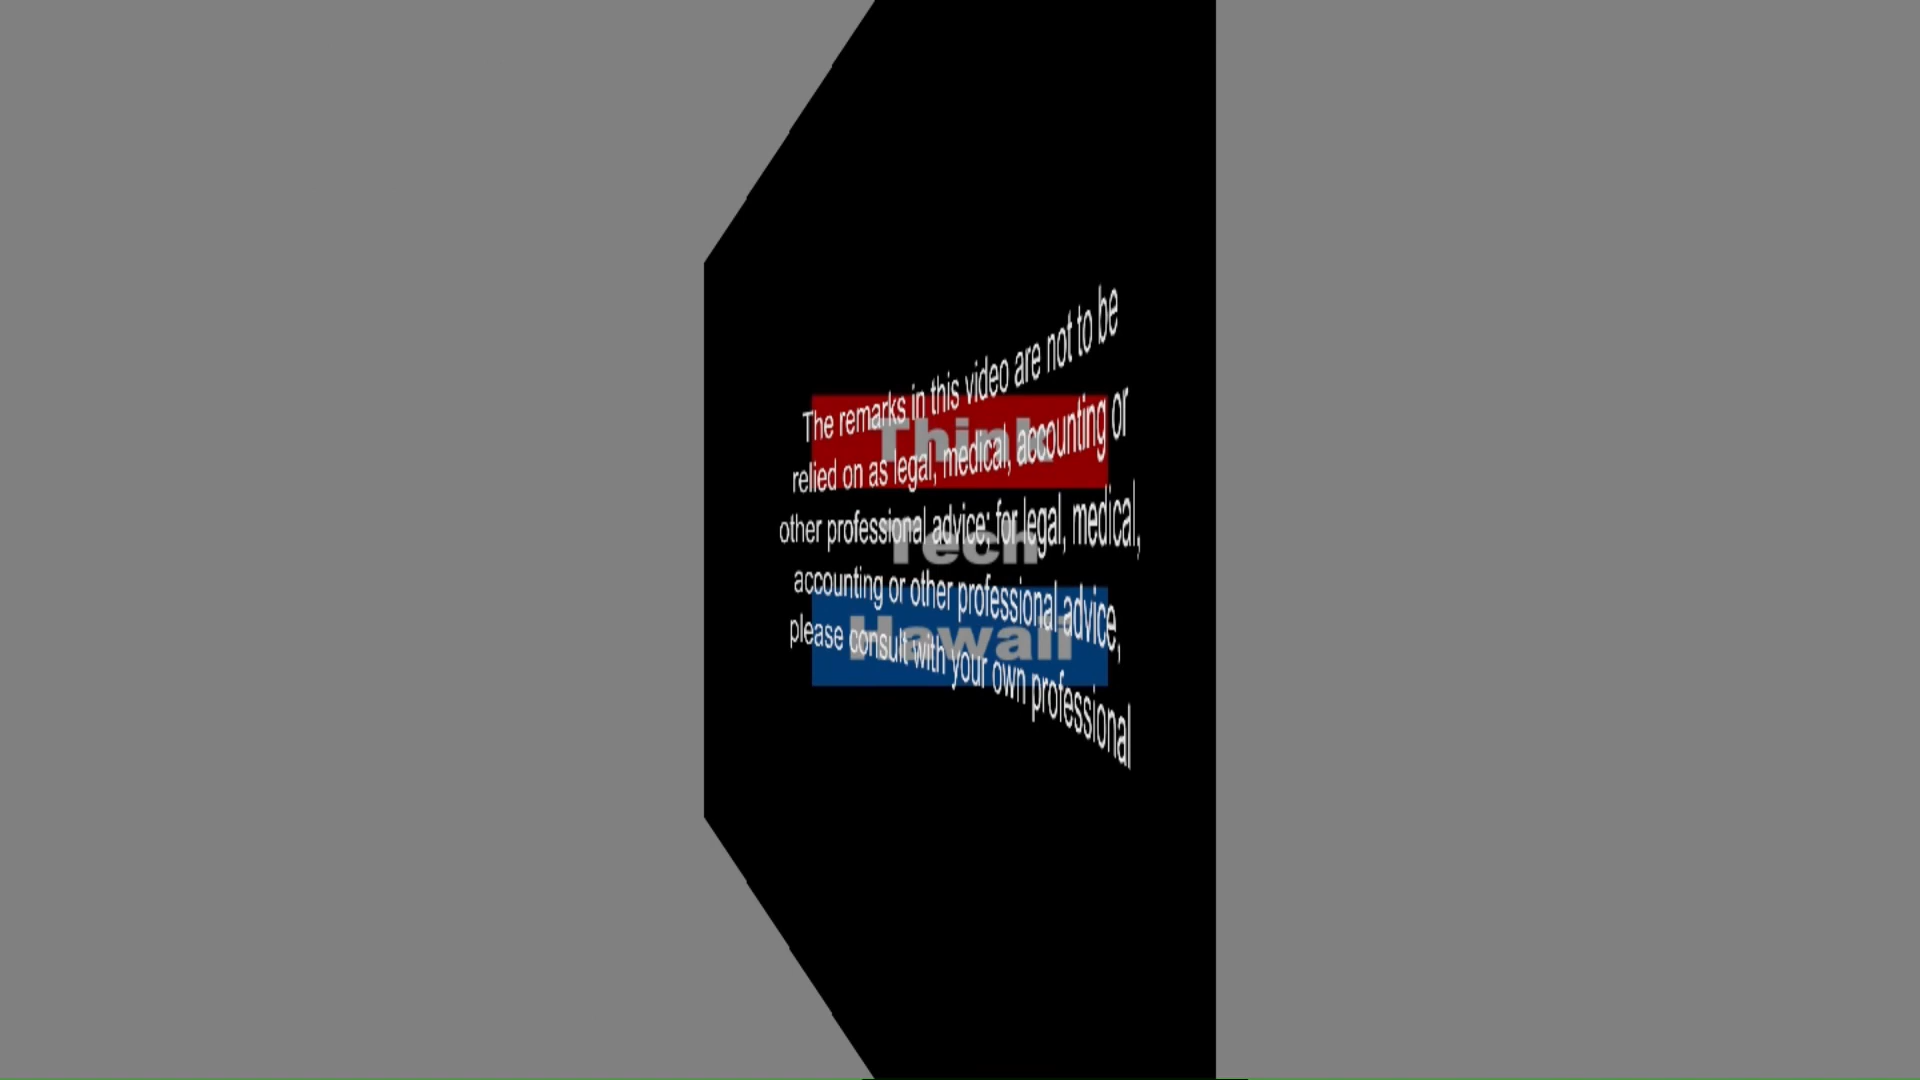 The remarks in this video are not to be
relied on as legal, medical, accounting or
other professional advice; for legal, medical,
accounting or other professional advice,
please consult with your own professional
Think
Tech
Hawaii